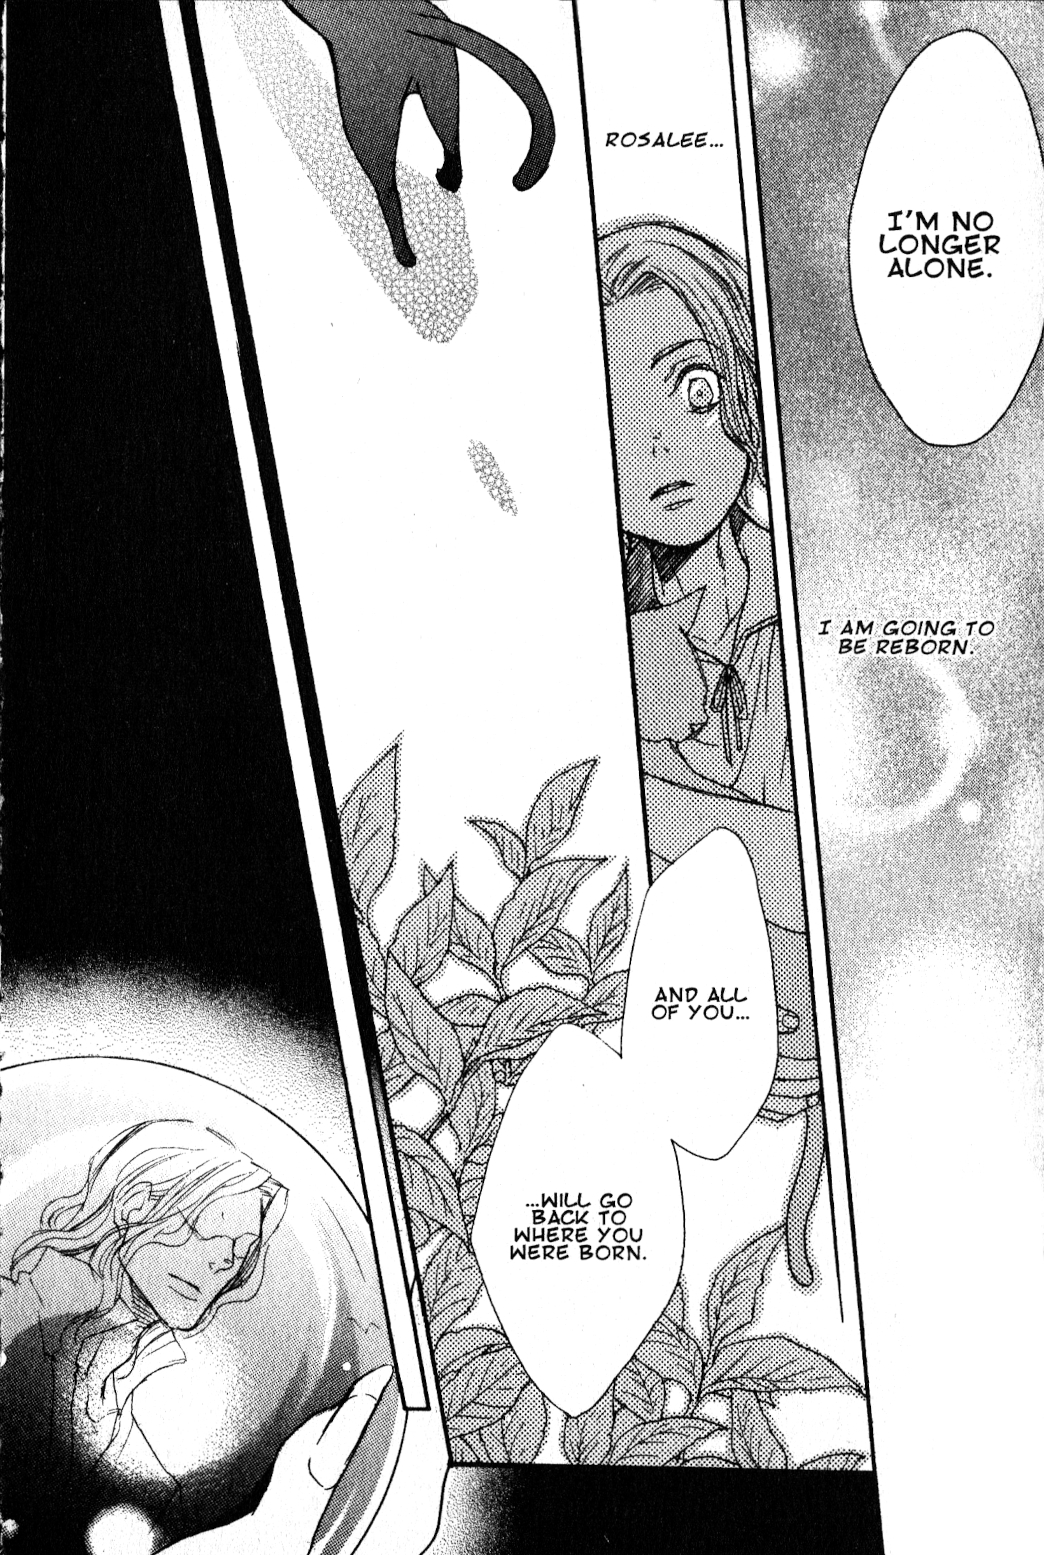 I'M NO
LONGER
ALONE.
I AM GOING TO
BE REBORN.
ROSALEE...
AND ALL
OF YOU...
...WILL GO
BACK TO
WHERE YOU
WERE BORN.